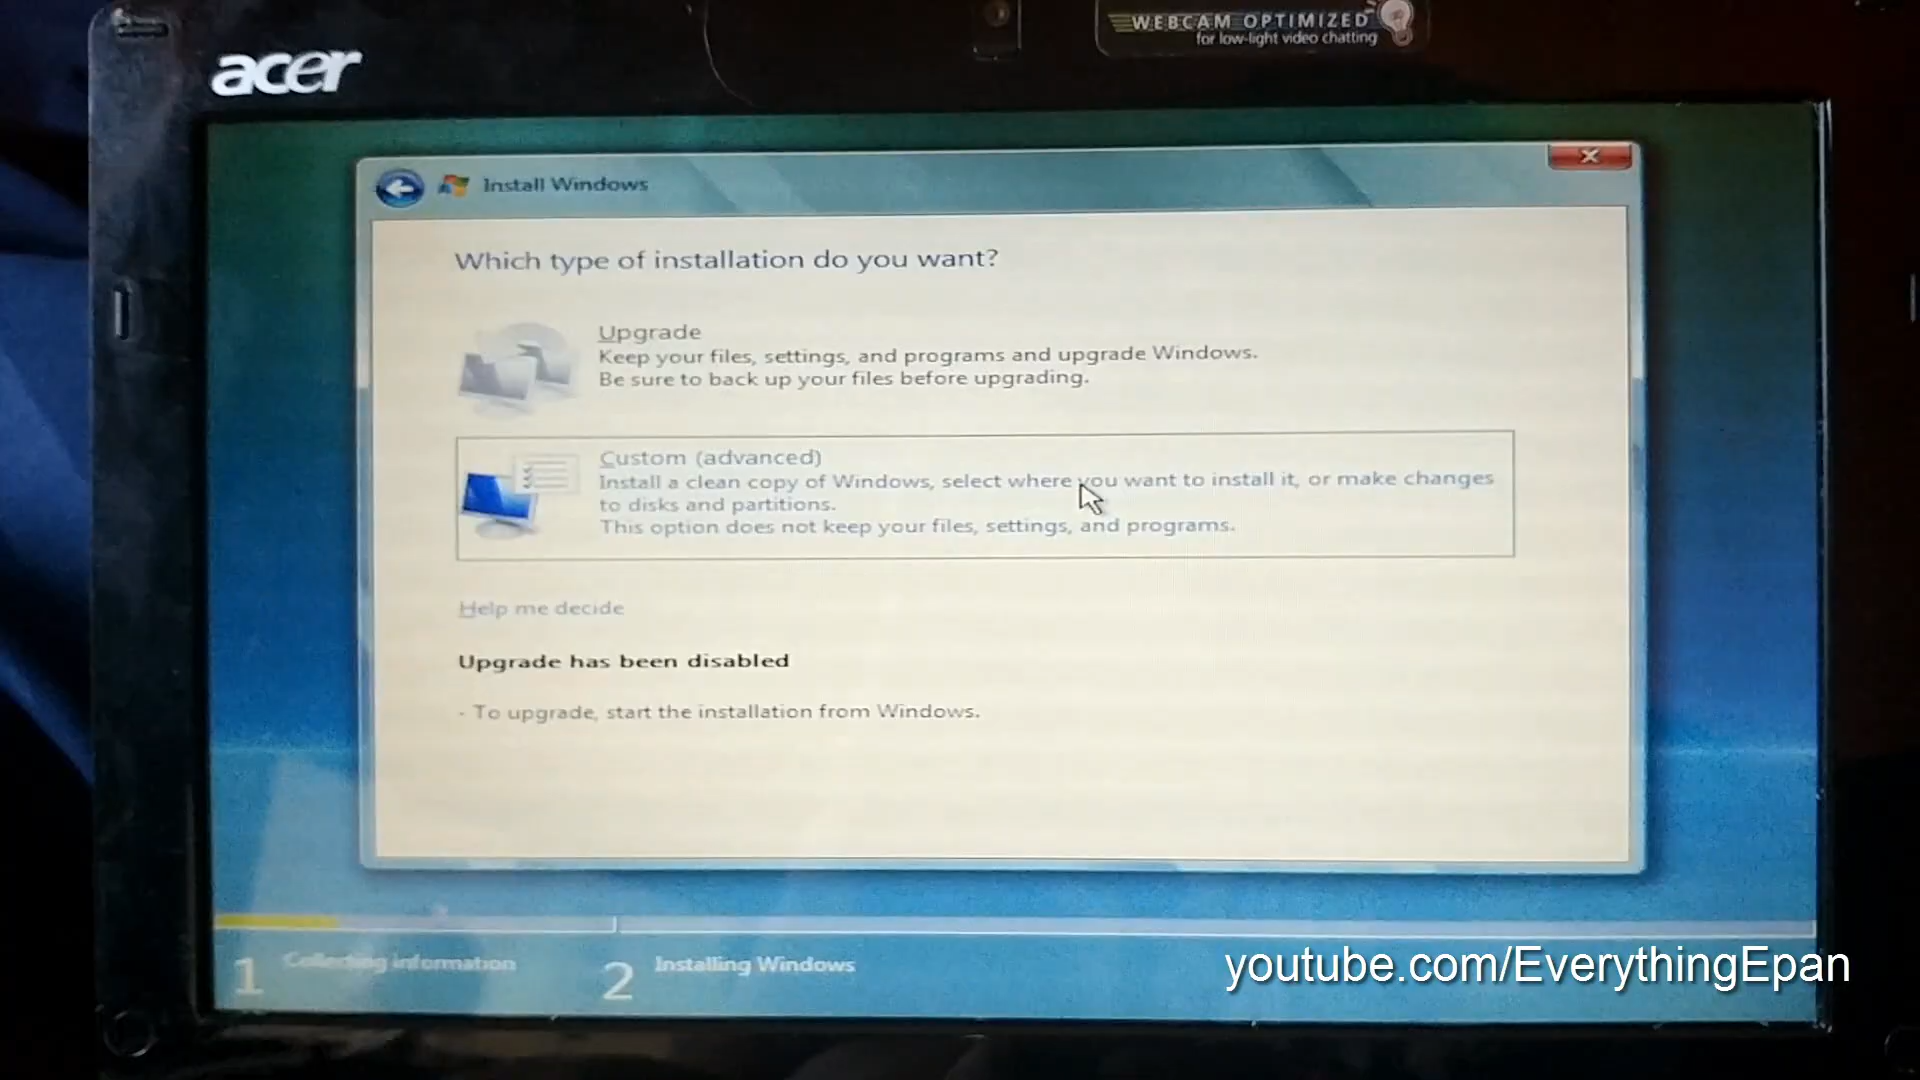 WEBCAM OPTIMIZED
for low-light video chatting
acer
Install Windows
Which type of installation do you want?
Upgrade
Keep your files, settings, and programs and upgrade Windows.
Be sure to back up your files before upgrading.
Custom (advanced)
Install a clean copy of Windows, select where you want to install it, or make changes
to disks and partitions.
This option does not keep your files, settings, and programs.
Help me decide
Upgrade has been disabled
- To upgrade, start the installation from Windows.
1 Collecting information
2 Installing Windows
youtube.com/EverythingEpan